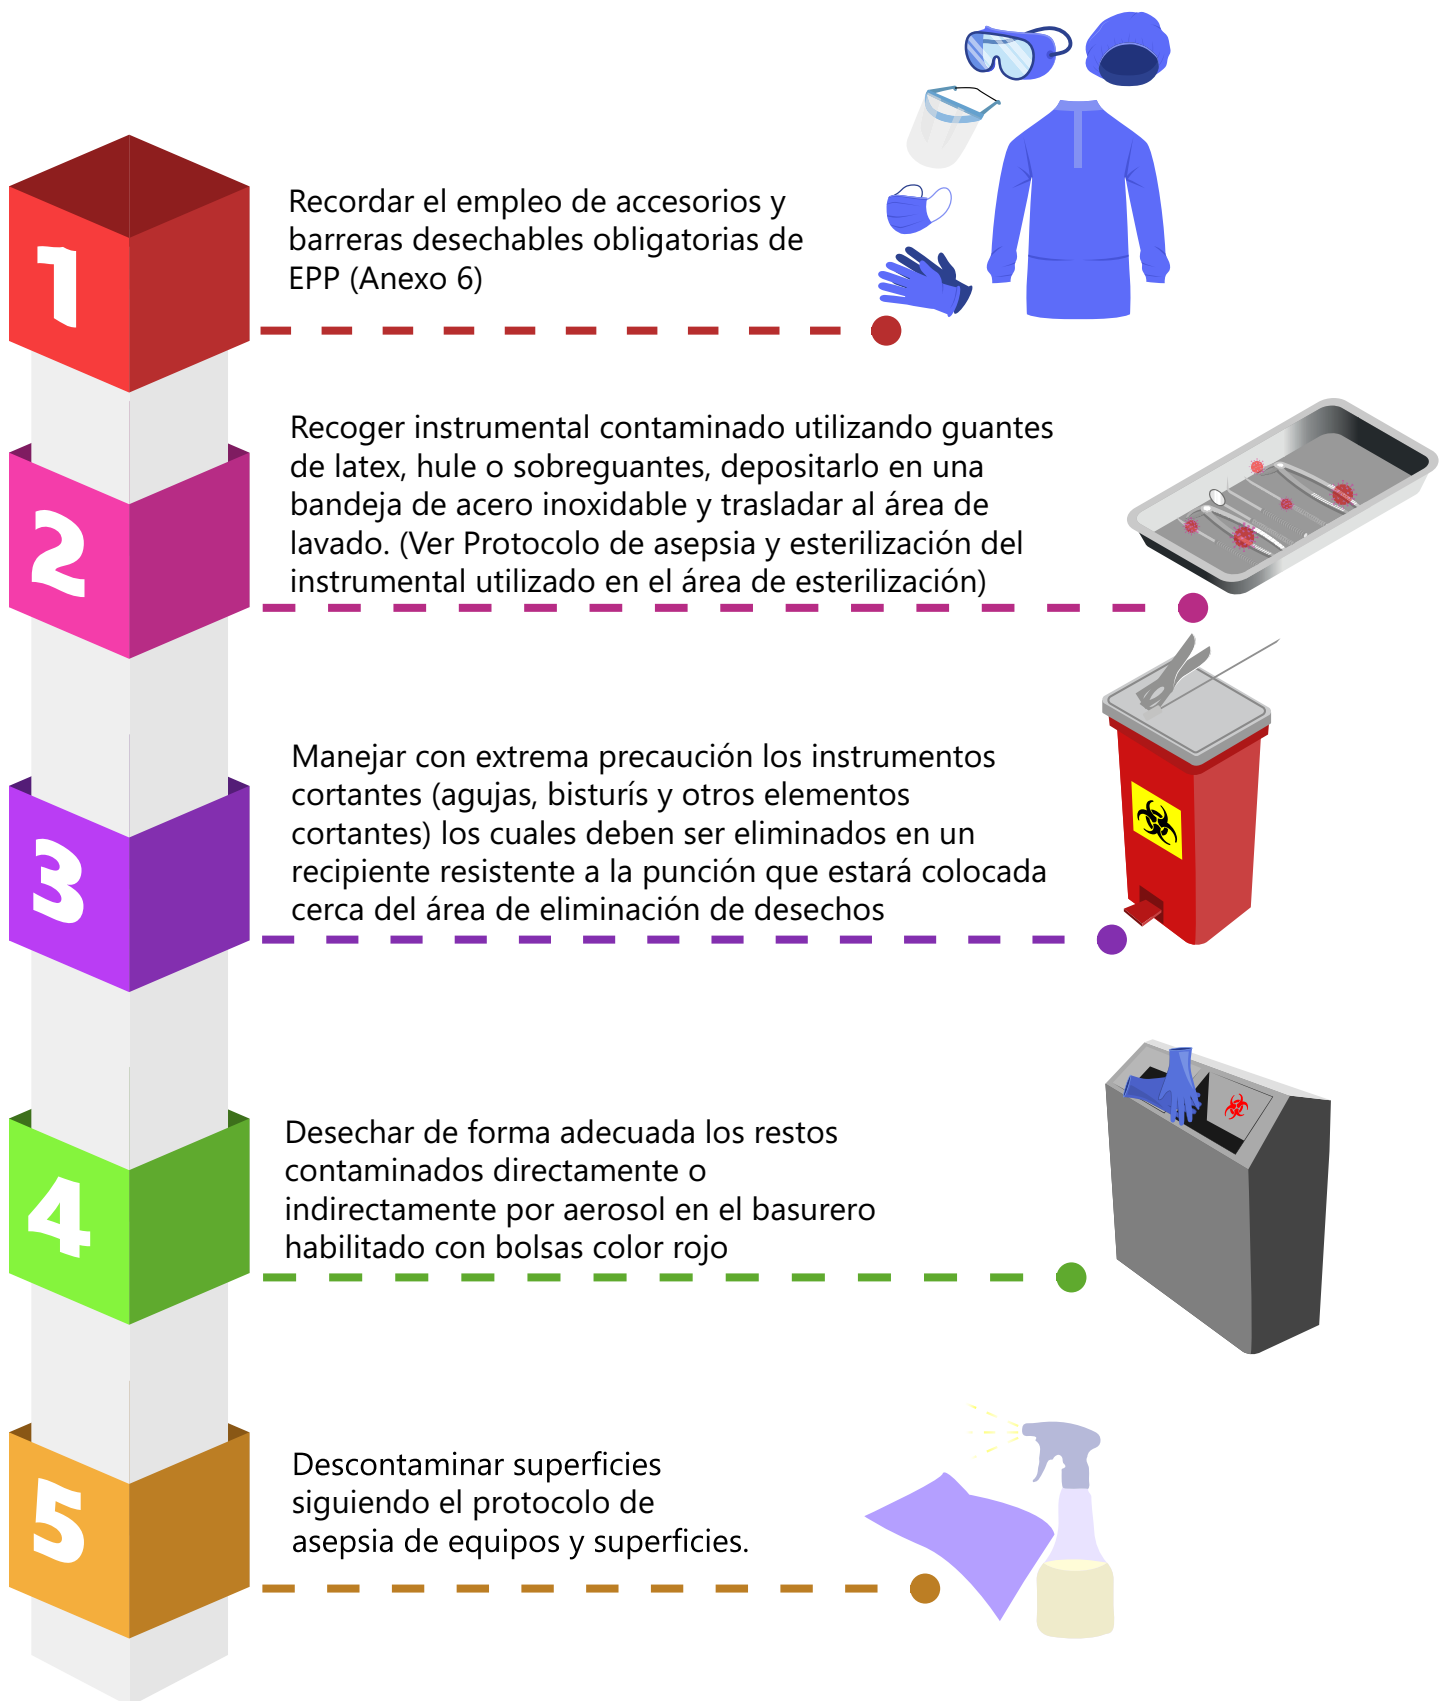 1
Recordar el empleo de accesorios y
barreras desechables obligatorias de
EPP (Anexo 6)
2
Recoger instrumental contaminado utilizando guantes
de latex, hule o sobreguantes, depositarlo en una
bandeja de acero inoxidable y trasladar al área de
lavado. (Ver Protocolo de asepsia y esterilización del
instrumental utilizado en el área de esterilización)
3
Manejar con extrema precaución los instrumentos
cortantes (agujas, bisturís y otros elementos
cortantes) los cuales deben ser eliminados en un
recipiente resistente a la punción que estará colocada
cerca del área de eliminación de desechos
4
Desechar de forma adecuada los restos
contaminados directamente o
indirectamente por aerosol en el basurero
habilitado con bolsas color rojo
5
Descontaminar superficies
siguiendo el protocolo de
asepsia de equipos y superficies.